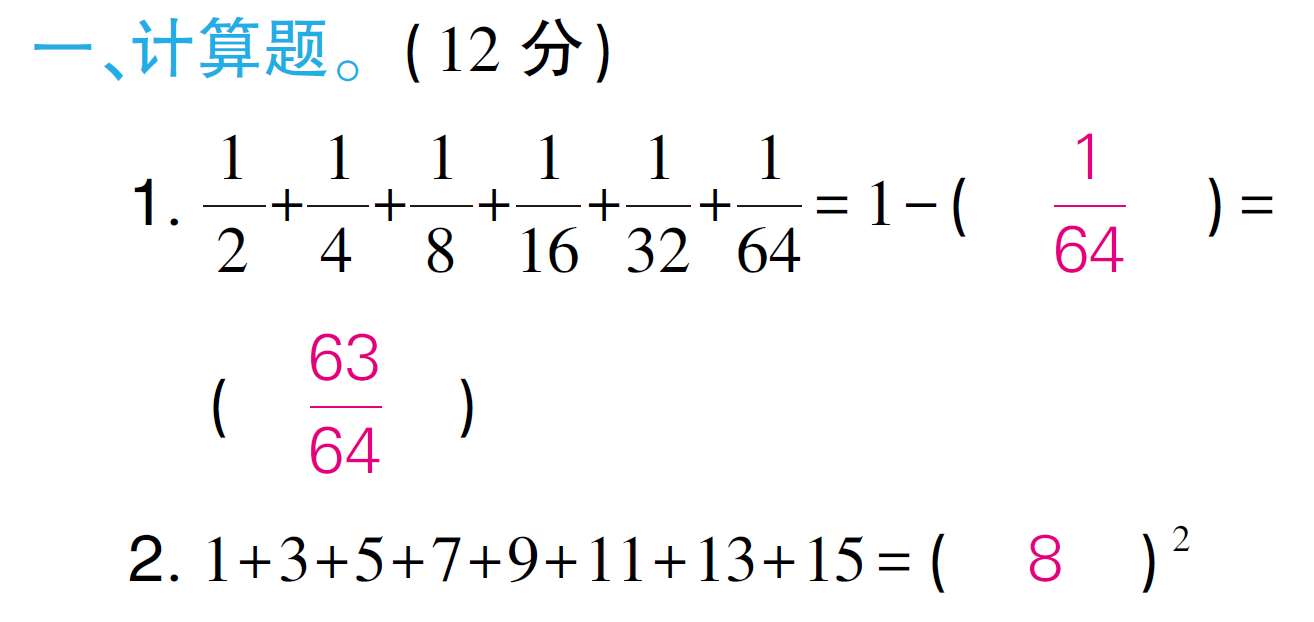 一、计算题。(12 分)
1. 1/2 + 1/4 + 1/8 + 1/16 + 1/32 + 1/64 = 1 - ( 1/64 ) =
( 63/64 )
2. 1+3+5+7+9+11+13+15 = ( 8 )²